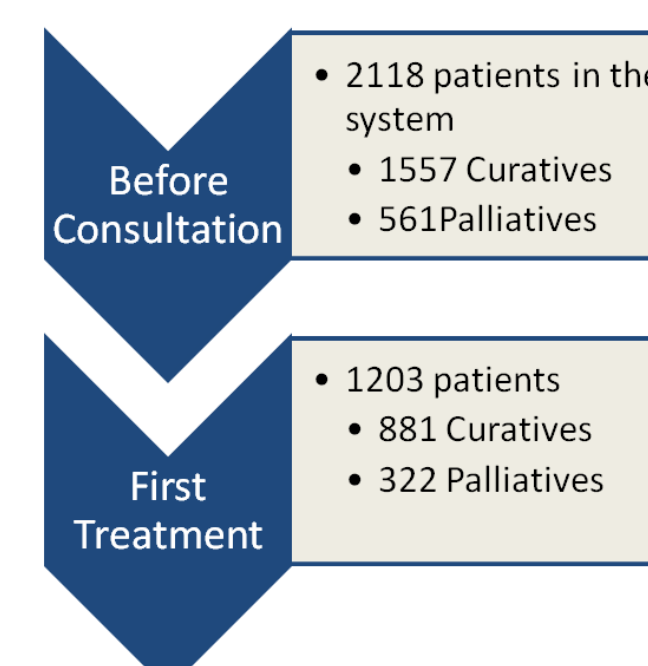 Before
Consultation
• 2118 patients in the
system
• 1557 Curatives
• 561Palliatives
First
Treatment
• 1203 patients
• 881 Curatives
• 322 Palliatives